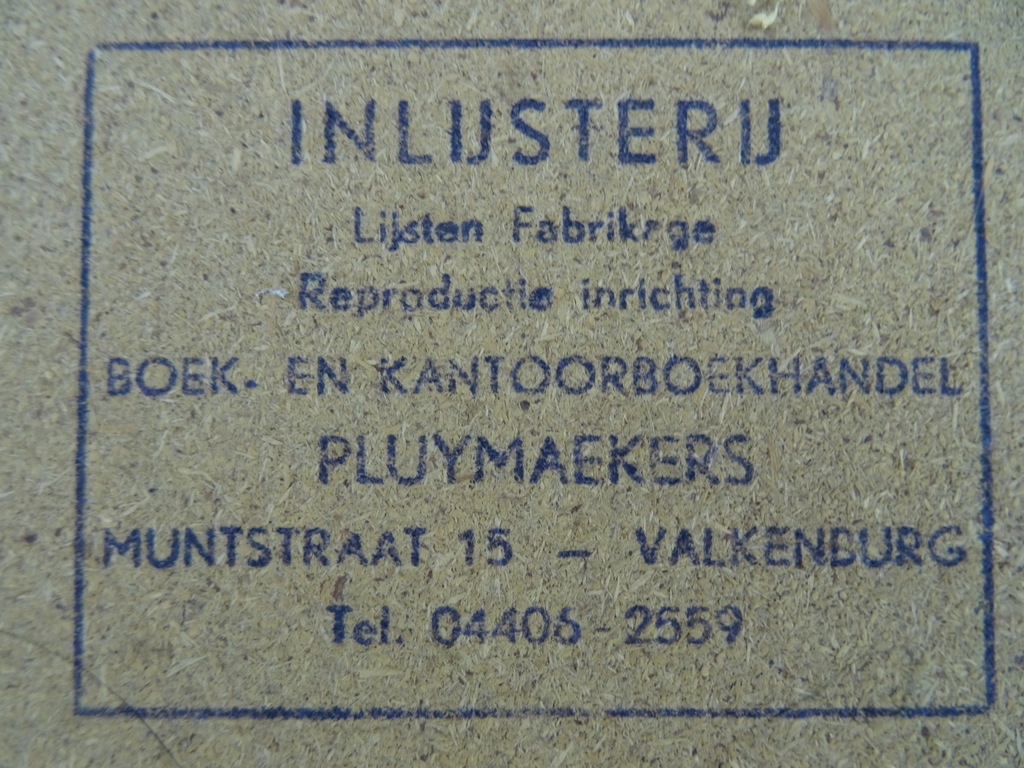 INLIJSTERIJ
Lijsten Fabrikage
Reproductie inrichting
BOEK- EN KANTOORBOEKHANDEL
PLUYMAEKERS
MUNTSTRAAT 15 – VALKENBURG
Tel. 04406-2559